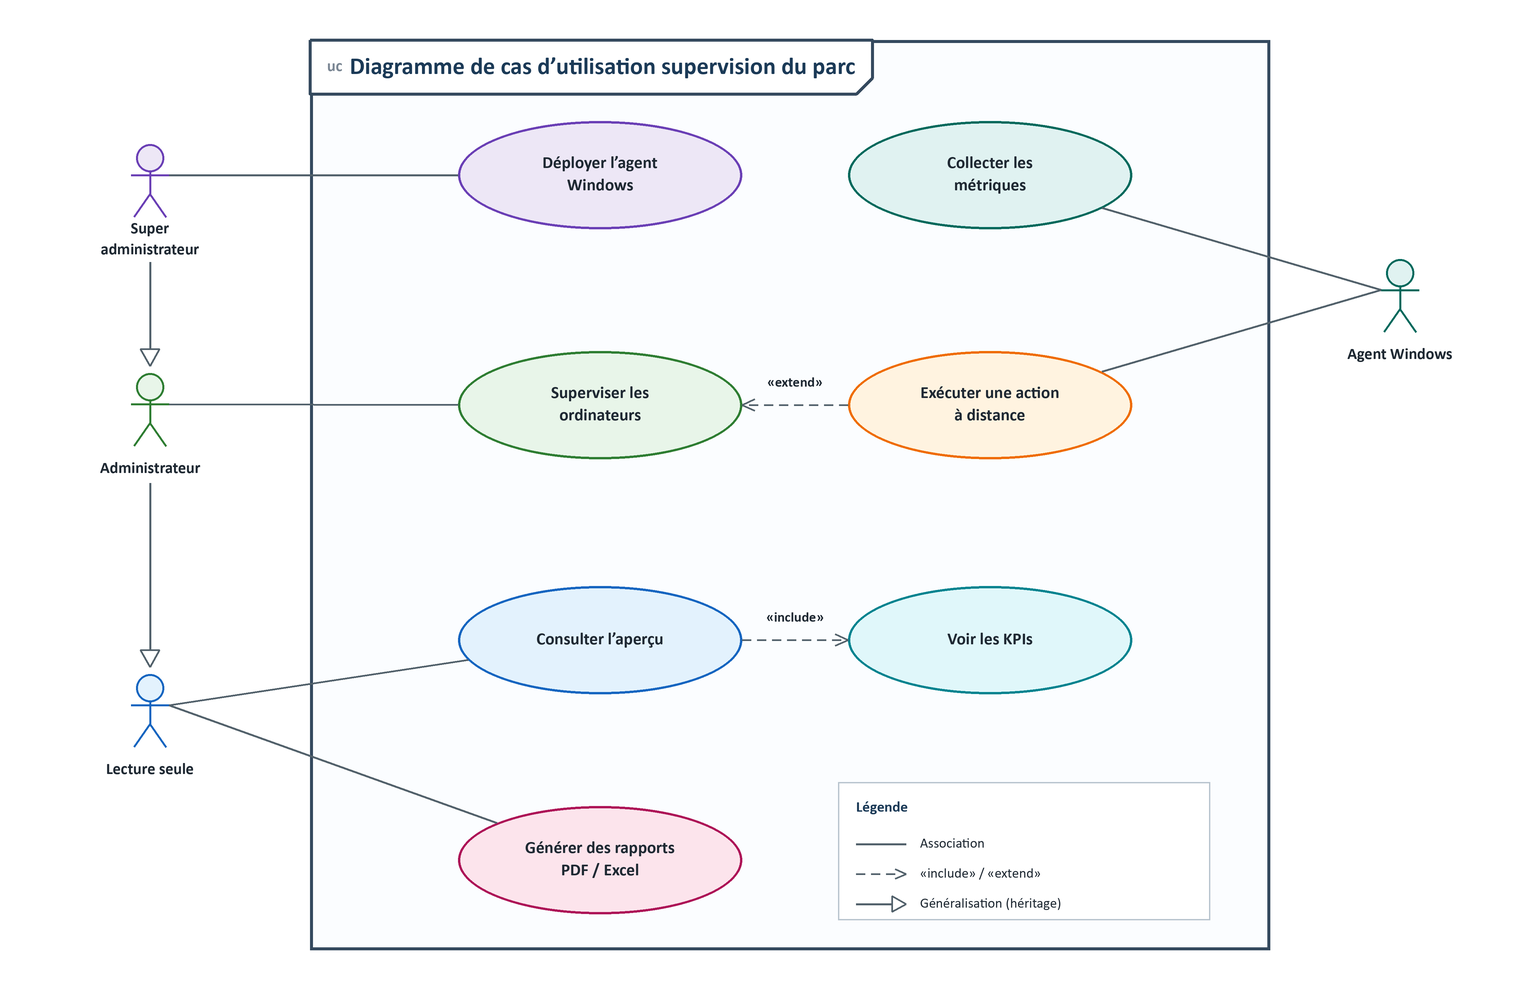 uc Diagramme de cas d’utilisation supervision du parc
Déployer l’agent
Windows
Collecter les
métriques
Super
administrateur
Agent Windows
Superviser les
ordinateurs
«extend»
Exécuter une action
à distance
Administrateur
Consulter l’aperçu
«include»
Voir les KPIs
Lecture seule
Générer des rapports
PDF / Excel
Légende
Association
«include» / «extend»
Généralisation (héritage)